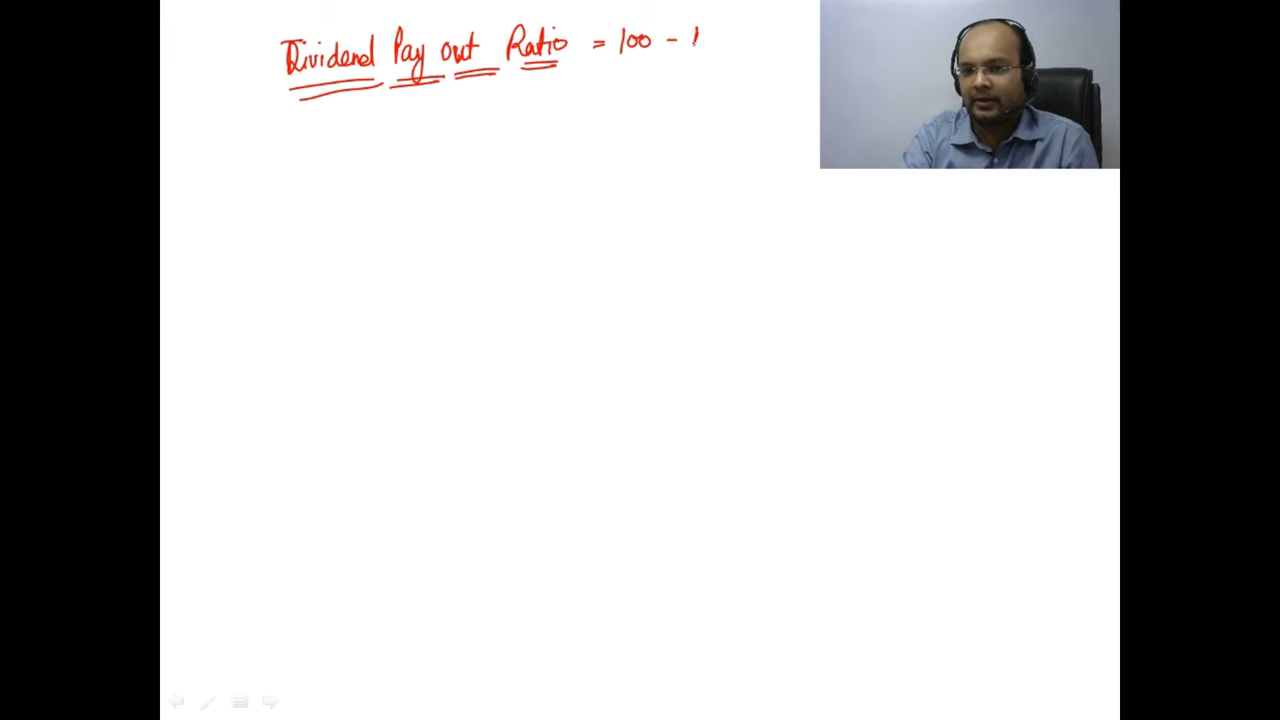 Dividend Pay out Ratio = 100 -